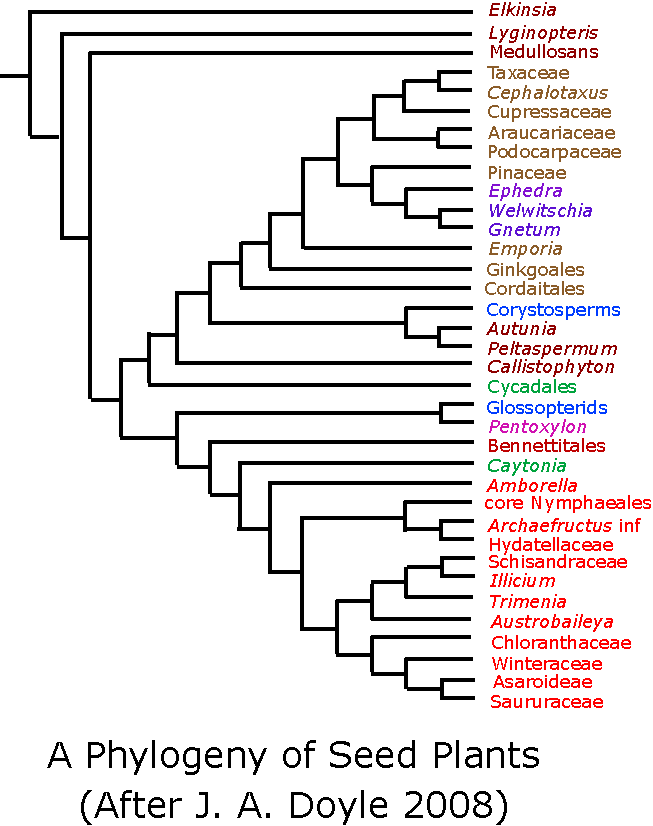 Elkinsia
Lyginopteris
Medullosans
Taxaceae
Cephalotaxus
Cupressaceae
Araucariaceae
Podocarpaceae
Pinaceae
Ephedra
Welwitschia
Gnetum
Emporia
Ginkgoales
Cordaitales
Corystosperms
Autunia
Peltaspermum
Callistophyton
Cycadales
Glossopterids
Pentoxylon
Bennettitales
Caytonia
Amborella
core Nymphaeales
Archaefructus inf
Hydatellaceae
Schisandraceae
Illicium
Trimenia
Austrobaileya
Chloranthaceae
Winteraceae
Asaroideae
Saururaceae
A Phylogeny of Seed Plants
(After J. A. Doyle 2008)